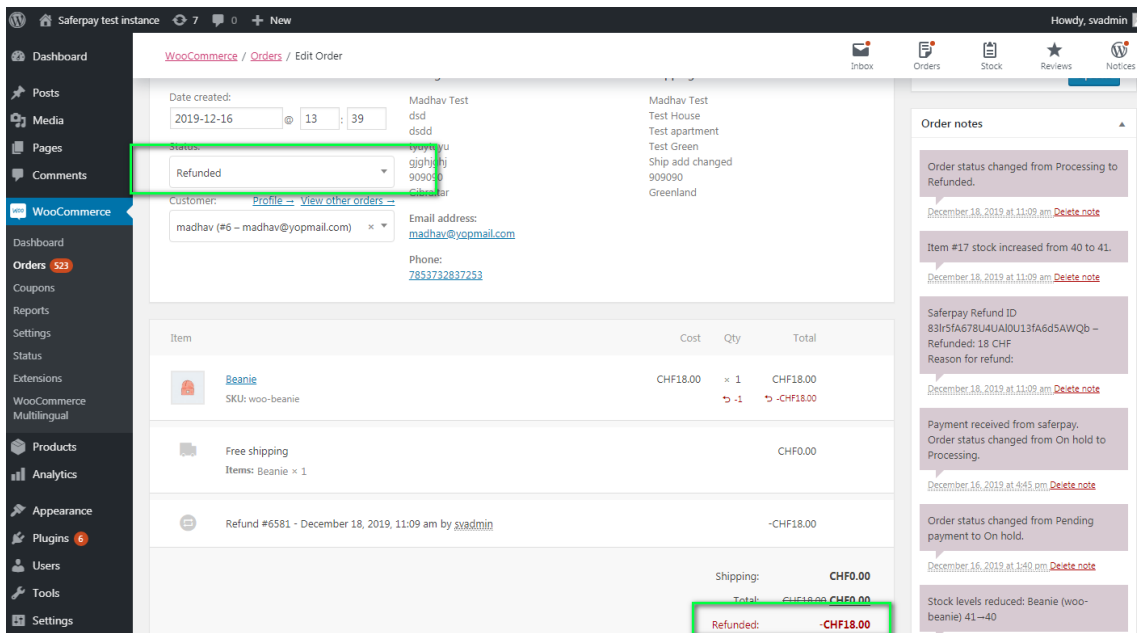 Saferpay test instance 7 0 + New Howdy, svadmin
Dashboard
Posts
Media
Pages
Comments
WooCommerce
Dashboard
Orders 523
Coupons
Reports
Settings
Status
Extensions
WooCommerce
Multilingual
Products
Analytics
Appearance
Plugins 6
Users
Tools
Settings
WooCommerce / Orders / Edit Order
Inbox
Orders
Stock
Reviews
Notices
Date created:
2019-12-16 @ 13 : 39
Status:
Refunded
Customer: Profile → View other orders →
madhav (#6 – madhav@yopmail.com) ×
Madhav Test
dsd
dsdd
gjghjghj
909090
Gibraltar
Email address:
madhav@yopmail.com
Phone:
7853732837253
Madhav Test
Test House
Test apartment
Test Green
Ship add changed
909090
Greenland
Item Cost Qty Total
Beanie CHF18.00 × 1 CHF18.00
SKU: woo-beanie -1 -CHF18.00
Free shipping CHF0.00
Items: Beanie × 1
Refund #6581 - December 18, 2019, 11:09 am by svadmin -CHF18.00
Shipping: CHF0.00
Total: CHF18.00 CHF0.00
Refunded: -CHF18.00
Order notes
Order status changed from Processing to
Refunded.
December 18, 2019 at 11:09 am Delete note
Item #17 stock increased from 40 to 41.
December 18, 2019 at 11:09 am Delete note
Saferpay Refund ID
83lr5fA678U4UAl0U13fA6d5AWQb –
Refunded: 18 CHF
Reason for refund:
December 18, 2019 at 11:09 am Delete note
Payment received from saferpay.
Order status changed from On hold to
Processing.
December 16, 2019 at 4:45 pm Delete note
Order status changed from Pending
payment to On hold.
December 16, 2019 at 1:40 pm Delete note
Stock levels reduced: Beanie (woo-
beanie) 41→40